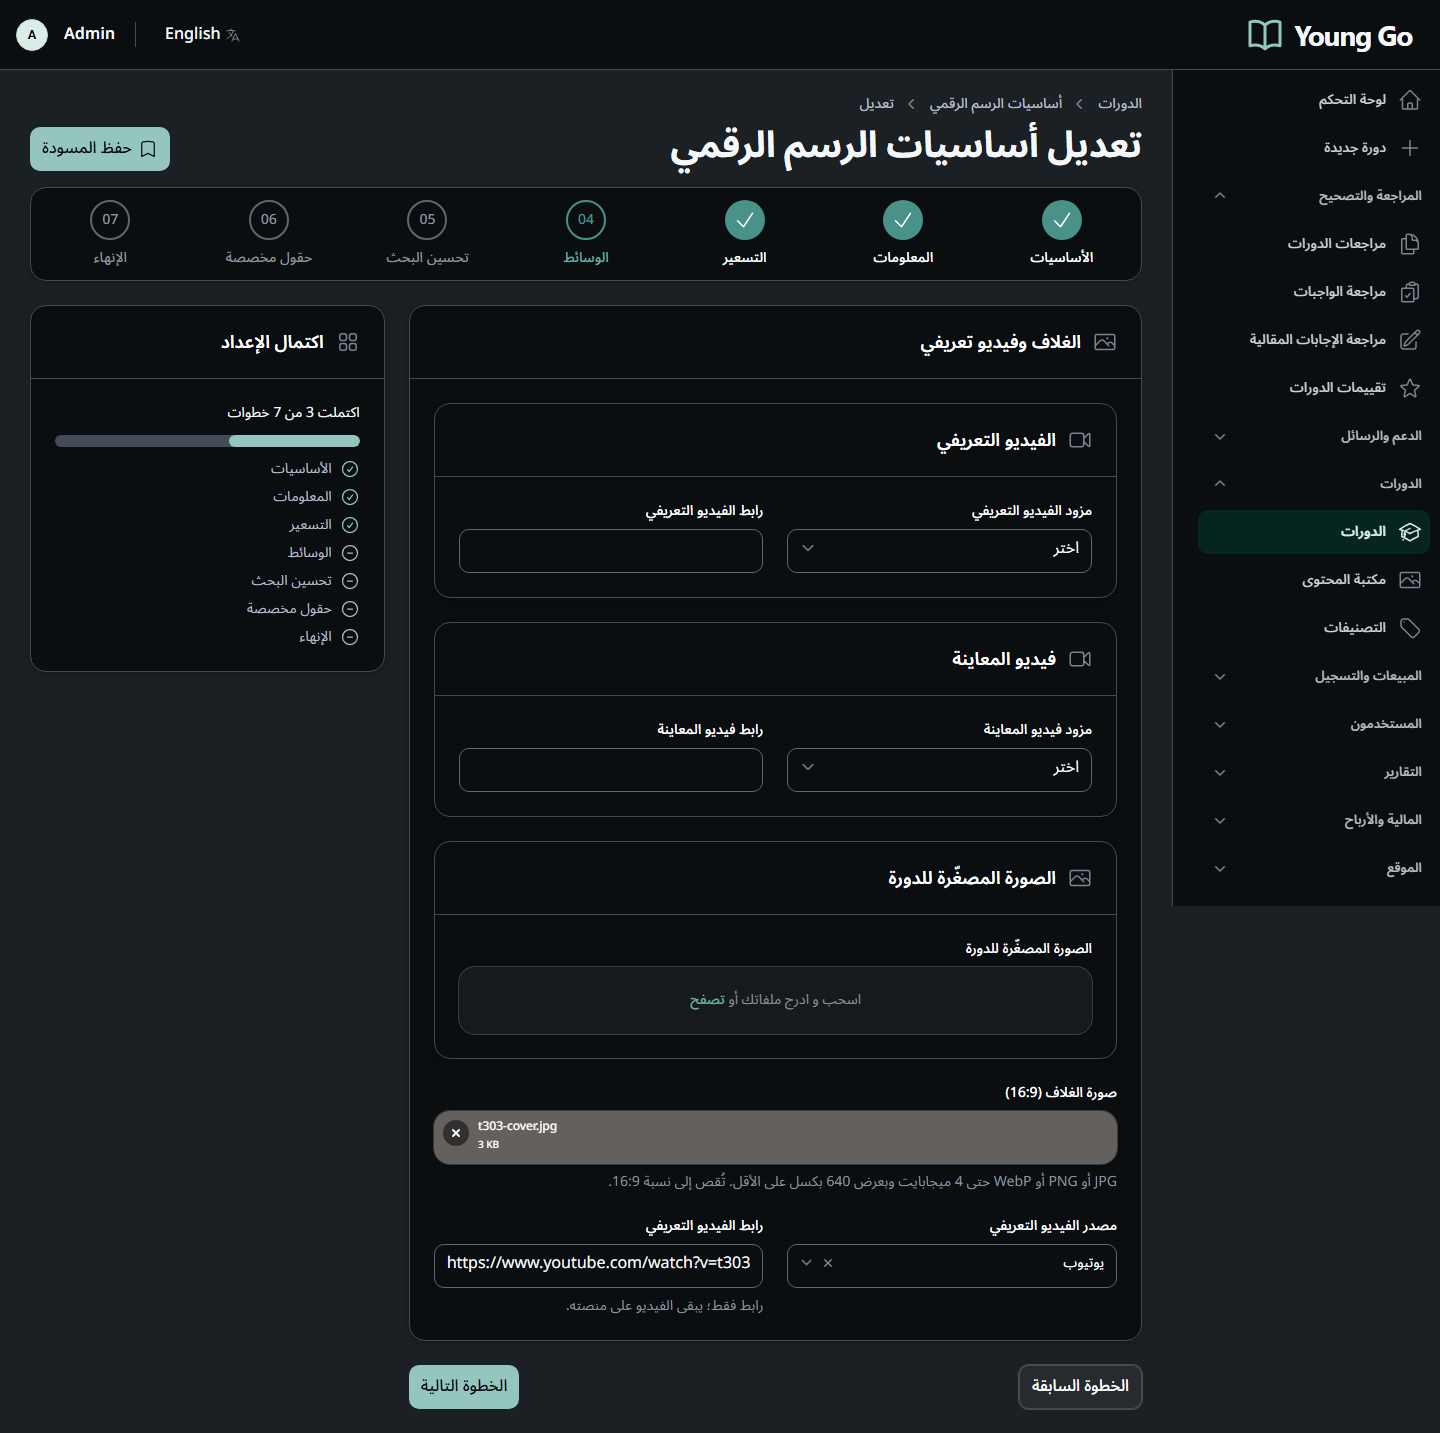 Young Go
English
Admin
A
لوحة التحكم
دورة جديدة
المراجعة والتصحيح
مراجعات الدورات
مراجعة الواجبات
مراجعة الإجابات المقالية
تقييمات الدورات
الدعم والرسائل
الدورات
الدورات
مكتبة المحتوى
التصنيفات
المبيعات والتسجيل
المستخدمون
التقارير
المالية والأرباح
الموقع
الدورات
أساسيات الرسم الرقمي
تعديل
تعديل أساسيات الرسم الرقمي
حفظ المسودة
الأساسيات
المعلومات
التسعير
04
الوسائط
05
تحسين البحث
06
حقول مخصصة
07
الإنهاء
الغلاف وفيديو تعريفي
الفيديو التعريفي
مزود الفيديو التعريفي
اختر
رابط الفيديو التعريفي
فيديو المعاينة
مزود فيديو المعاينة
اختر
رابط فيديو المعاينة
الصورة المصغّرة للدورة
الصورة المصغّرة للدورة
اسحب و ادرج ملفاتك أو تصفح
صورة الغلاف (16:9)
t303-cover.jpg
3 KB
JPG أو PNG أو WebP حتى 4 ميجابايت وبعرض 640 بكسل على الأقل. تُقص إلى نسبة 16:9.
مصدر الفيديو التعريفي
يوتيوب
رابط الفيديو التعريفي
https://www.youtube.com/watch?v=t303
رابط فقط؛ يبقى الفيديو على منصته.
الخطوة السابقة
الخطوة التالية
اكتمال الإعداد
اكتملت 3 من 7 خطوات
الأساسيات
المعلومات
التسعير
الوسائط
تحسين البحث
حقول مخصصة
الإنهاء